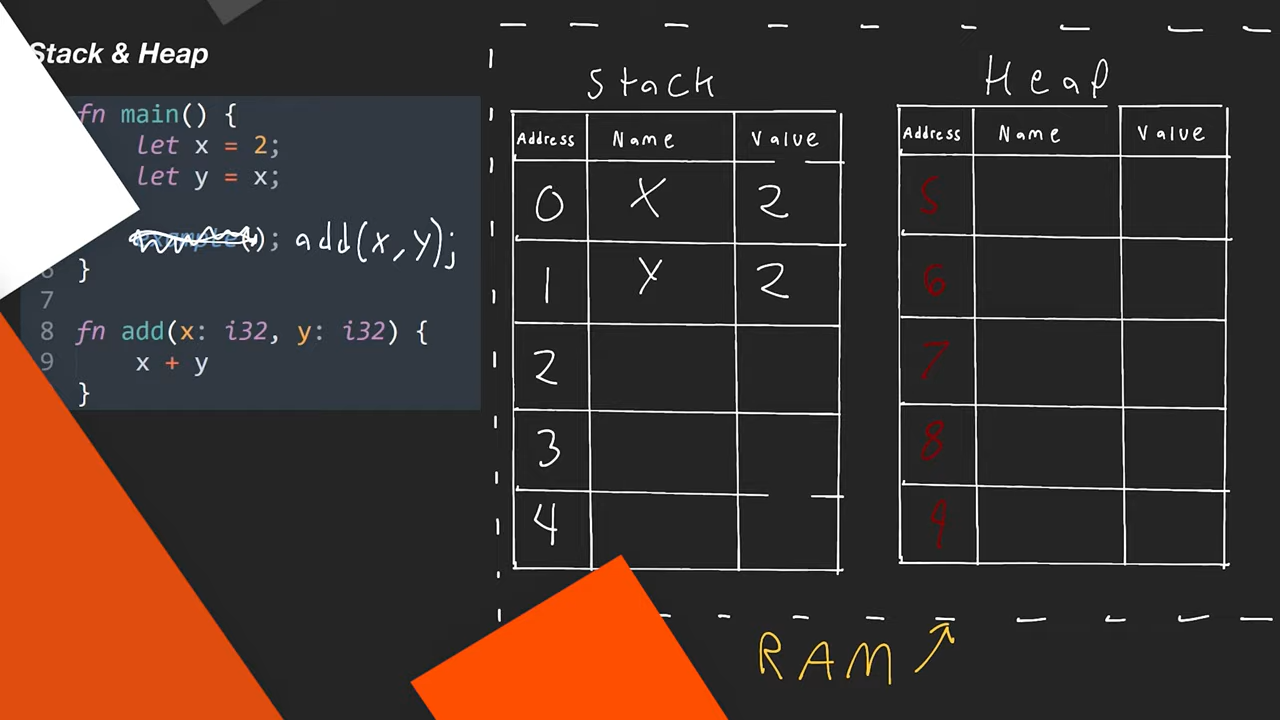 Stack & Heap
fn main() {
let x = 2;
let y = x;
); add(x, y);
6 }
7
8 fn add(x: i32, y: i32) {
9 x + y
}
Stack
Address Name Value
0 X 2
1 Y 2
2
3
4
Heap
Address Name Value
5
6
7
8
9
RAM